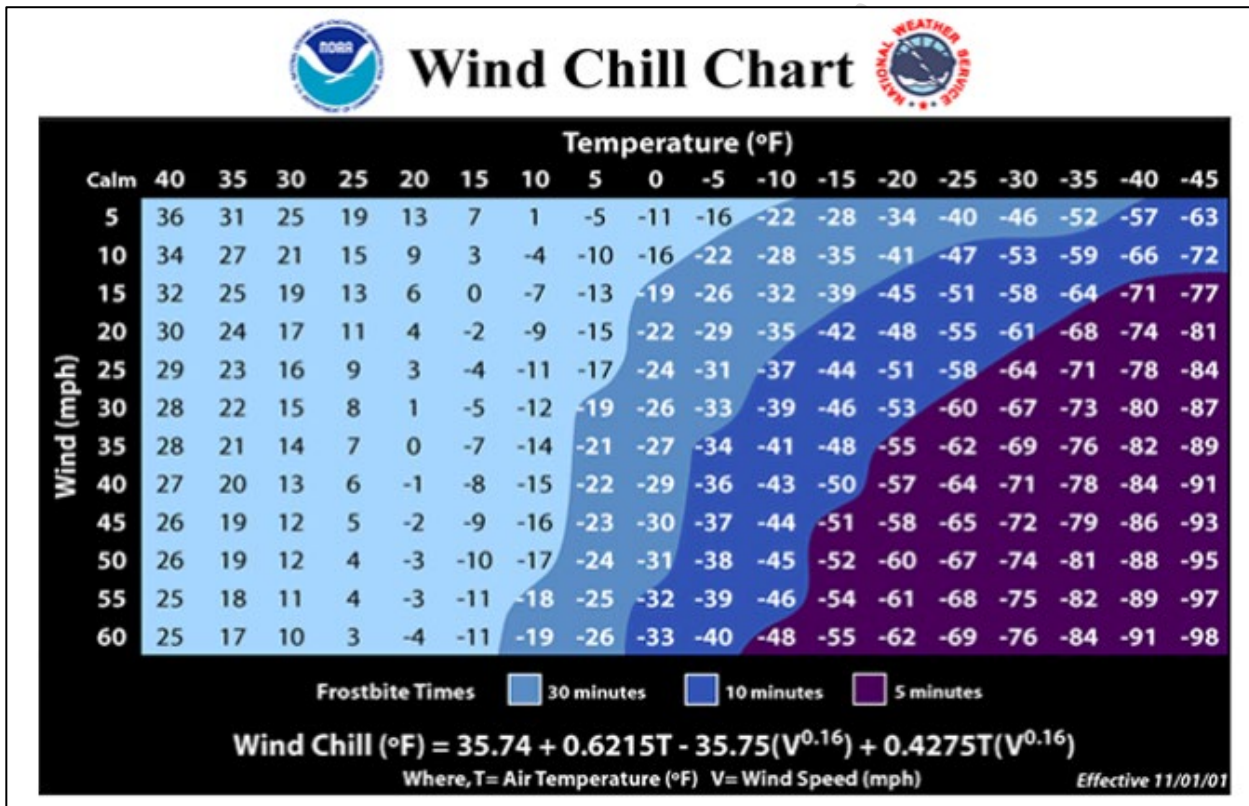 NOAA
Wind Chill Chart
NATIONAL WEATHER SERVICE
Temperature (ºF)
Calm 40 35 30 25 20 15 10 5 0 -5 -10 -15 -20 -25 -30 -35 -40 -45
Wind (mph)
5 36 31 25 19 13 7 1 -5 -11 -16 -22 -28 -34 -40 -46 -52 -57 -63
10 34 27 21 15 9 3 -4 -10 -16 -22 -28 -35 -41 -47 -53 -59 -66 -72
15 32 25 19 13 6 0 -7 -13 -19 -26 -32 -39 -45 -51 -58 -64 -71 -77
20 30 24 17 11 4 -2 -9 -15 -22 -29 -35 -42 -48 -55 -61 -68 -74 -81
25 29 23 16 9 3 -4 -11 -17 -24 -31 -37 -44 -51 -58 -64 -71 -78 -84
30 28 22 15 8 1 -5 -12 -19 -26 -33 -39 -46 -53 -60 -67 -73 -80 -87
35 28 21 14 7 0 -7 -14 -21 -27 -34 -41 -48 -55 -62 -69 -76 -82 -89
40 27 20 13 6 -1 -8 -15 -22 -29 -36 -43 -50 -57 -64 -71 -78 -84 -91
45 26 19 12 5 -2 -9 -16 -23 -30 -37 -44 -51 -58 -65 -72 -79 -86 -93
50 26 19 12 4 -3 -10 -17 -24 -31 -38 -45 -52 -60 -67 -74 -81 -88 -95
55 25 18 11 4 -3 -11 -18 -25 -32 -39 -46 -54 -61 -68 -75 -82 -89 -97
60 25 17 10 3 -4 -11 -19 -26 -33 -40 -48 -55 -62 -69 -76 -84 -91 -98
Frostbite Times 30 minutes 10 minutes 5 minutes
Wind Chill (ºF) = 35.74 + 0.6215T - 35.75(V^0.16) + 0.4275T(V^0.16)
Where, T= Air Temperature (ºF) V= Wind Speed (mph) Effective 11/01/01